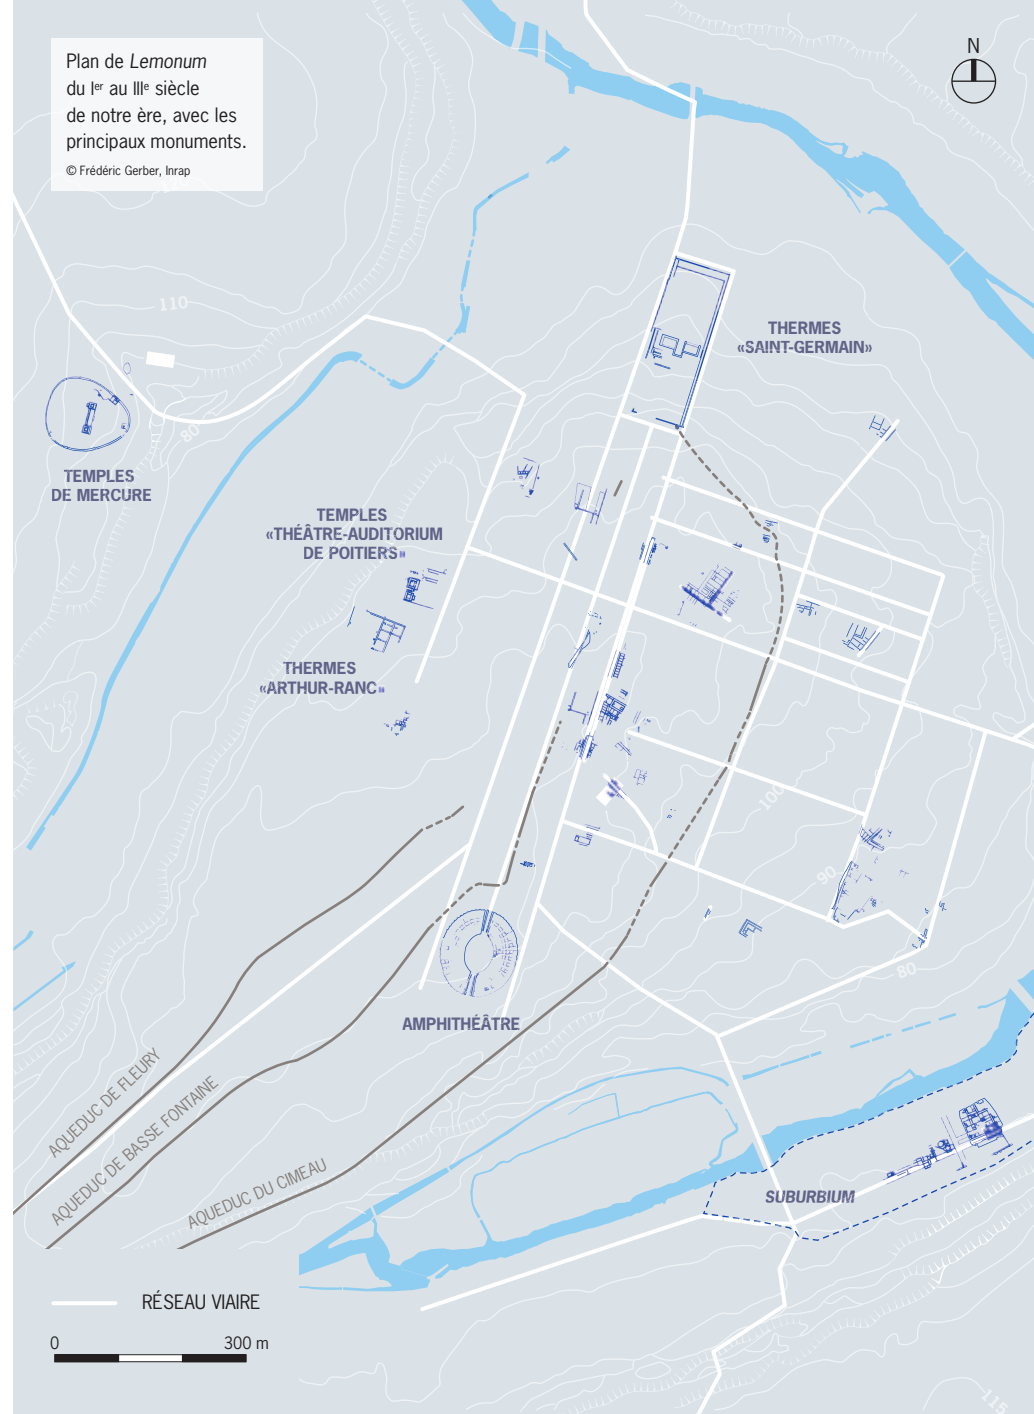 Plan de Lemonum
du Iᵉʳ au IIIᵉ siècle
de notre ère, avec les
principaux monuments.
© Frédéric Gerber, Inrap
N
110
THERMES
«SAINT-GERMAIN»
80
TEMPLES
DE MERCURE
TEMPLES
«THÉÂTRE-AUDITORIUM
DE POITIERS»
THERMES
«ARTHUR-RANC»
100
90
80
AMPHITHÉÂTRE
AQUEDUC DE FLEURY
AQUEDUC DE BASSE FONTAINE
AQUEDUC DU CIMEAU
SUBURBIUM
RÉSEAU VIAIRE
0 300 m
115